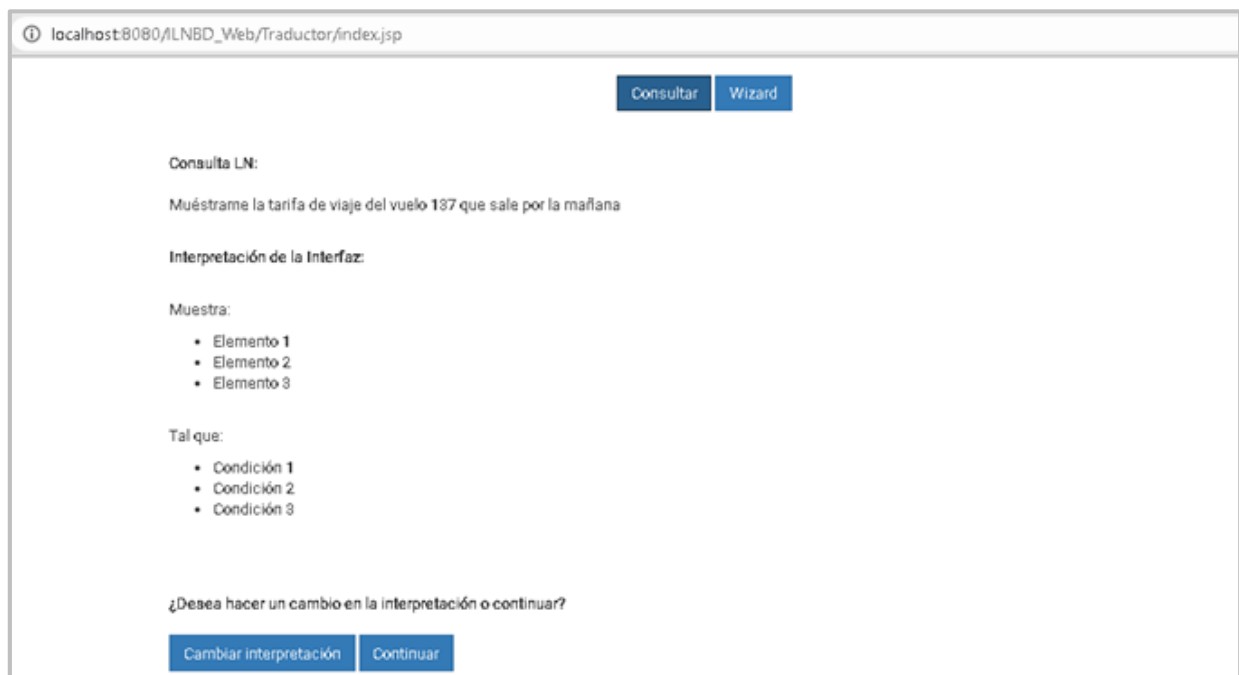 localhost:8080/ILNBD_Web/Traductor/index.jsp
Consultar Wizard
Consulta LN:
Muéstrame la tarifa de viaje del vuelo 137 que sale por la mañana
Interpretación de la Interfaz:
Muestra:
• Elemento 1
• Elemento 2
• Elemento 3
Tal que:
• Condición 1
• Condición 2
• Condición 3
¿Desea hacer un cambio en la interpretación o continuar?
Cambiar interpretación Continuar